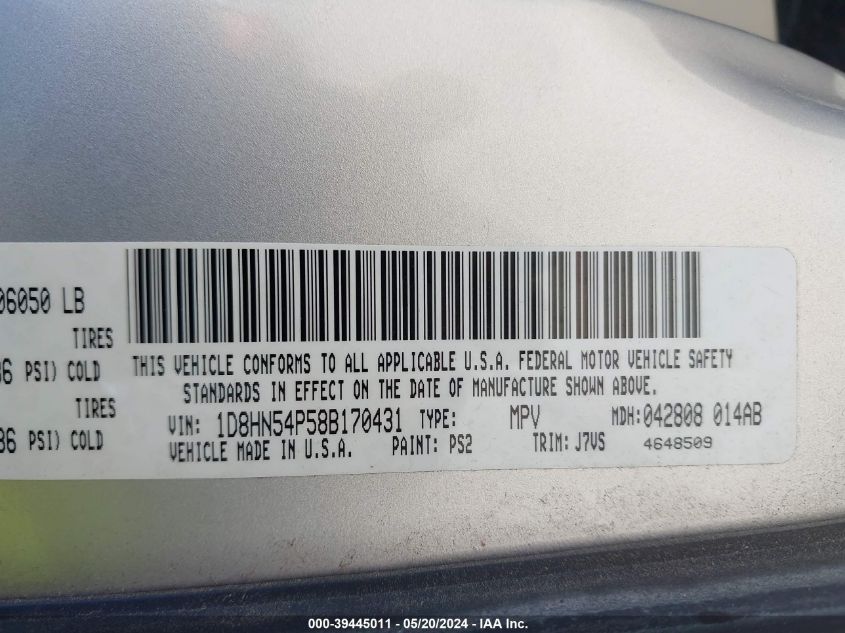 06050 LB
TIRES
36 PSI) COLD
TIRES
36 PSI) COLD
THIS VEHICLE CONFORMS TO ALL APPLICABLE U.S.A. FEDERAL MOTOR VEHICLE SAFETY
STANDARDS IN EFFECT ON THE DATE OF MANUFACTURE SHOWN ABOVE.
VIN: 1D8HN54P58B170431 TYPE: MPV MDH:042808 014AB
VEHICLE MADE IN U.S.A. PAINT: PS2 TRIM: J7VS 4648509
000-39445011 — 05/20/2024 — IAA Inc.